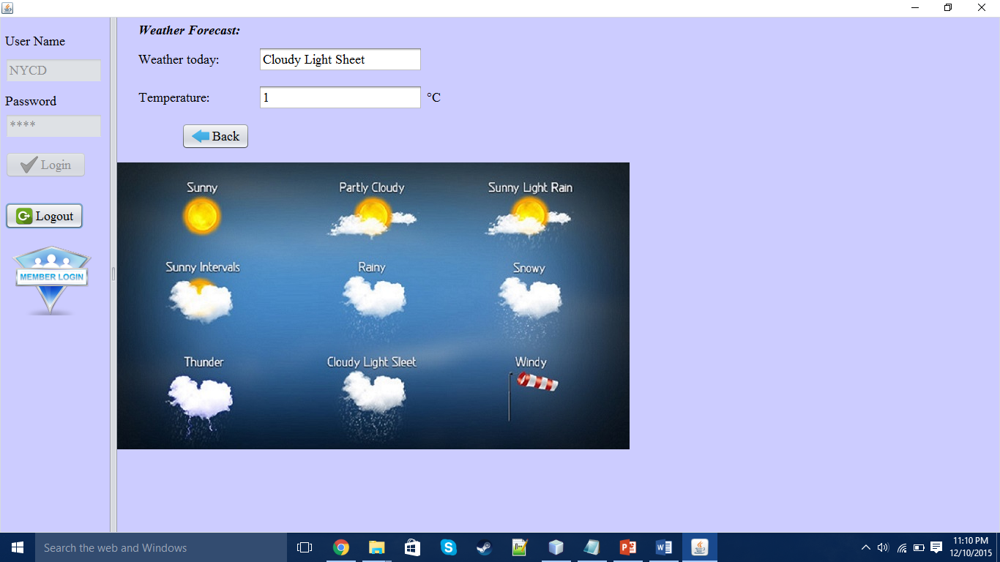 User Name
NYCD
Password
****
Login
Logout
MEMBER LOGIN
Weather Forecast:
Weather today: Cloudy Light Sheet
Temperature: 1 °C
Back
Sunny Partly Cloudy Sunny Light Rain
Sunny Intervals Rainy Snowy
Thunder Cloudy Light Sleet Windy
Search the web and Windows
11:10 PM
12/10/2015